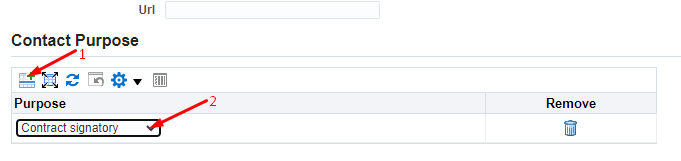 Url
Contact Purpose
1
Purpose Remove
2
Contract signatory